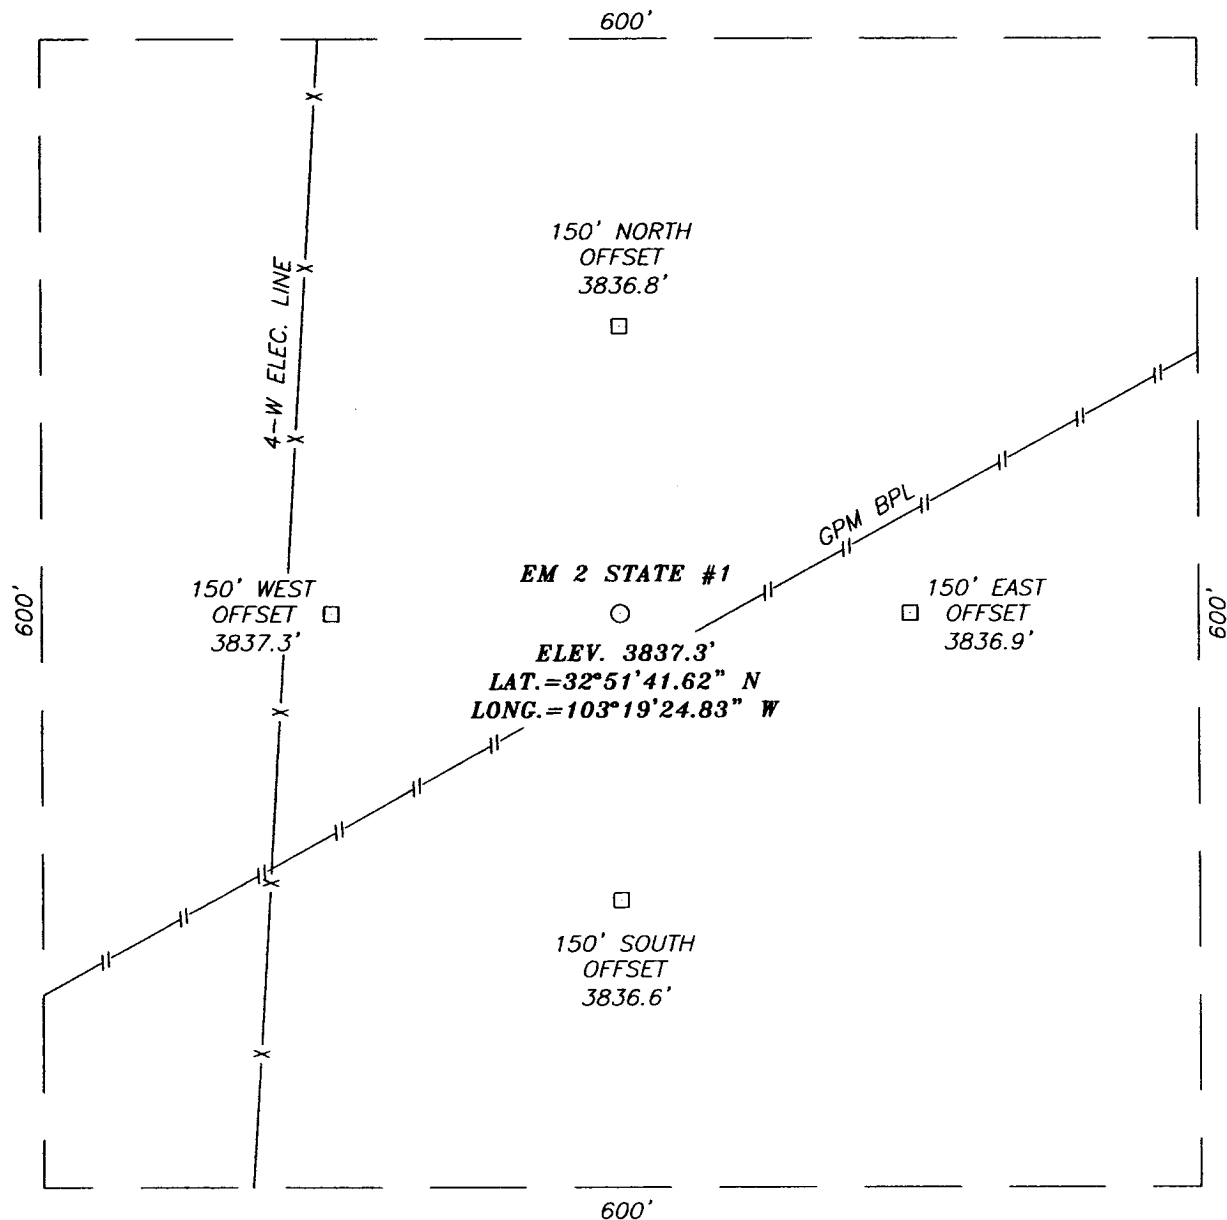 600'
150' NORTH
OFFSET
3836.8'
4-W ELEC. LINE
GPM BPL
EM 2 STATE #1
150' WEST
OFFSET
3837.3'
150' EAST
OFFSET
3836.9'
600'
600'
ELEV. 3837.3'
LAT.=32°51'41.62" N
LONG.=103°19'24.83" W
150' SOUTH
OFFSET
3836.6'
600'